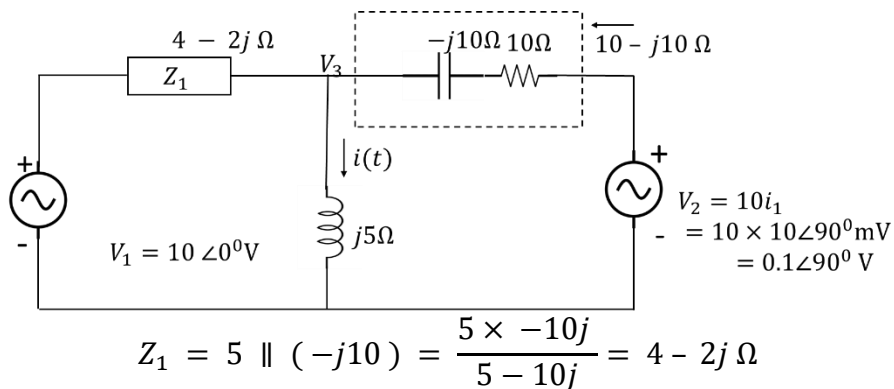 4 – 2j Ω
Z₁
V₃
−j10Ω 10Ω
10 – j10 Ω
i(t)
j5Ω
+
-
V₁ = 10 ∠0⁰V
+
-
V₂ = 10i₁
= 10 × 10∠90⁰mV
= 0.1∠90⁰ V
Z₁ = 5 ∥ (−j10) = (5 × −10j)/(5 − 10j) = 4 – 2j Ω